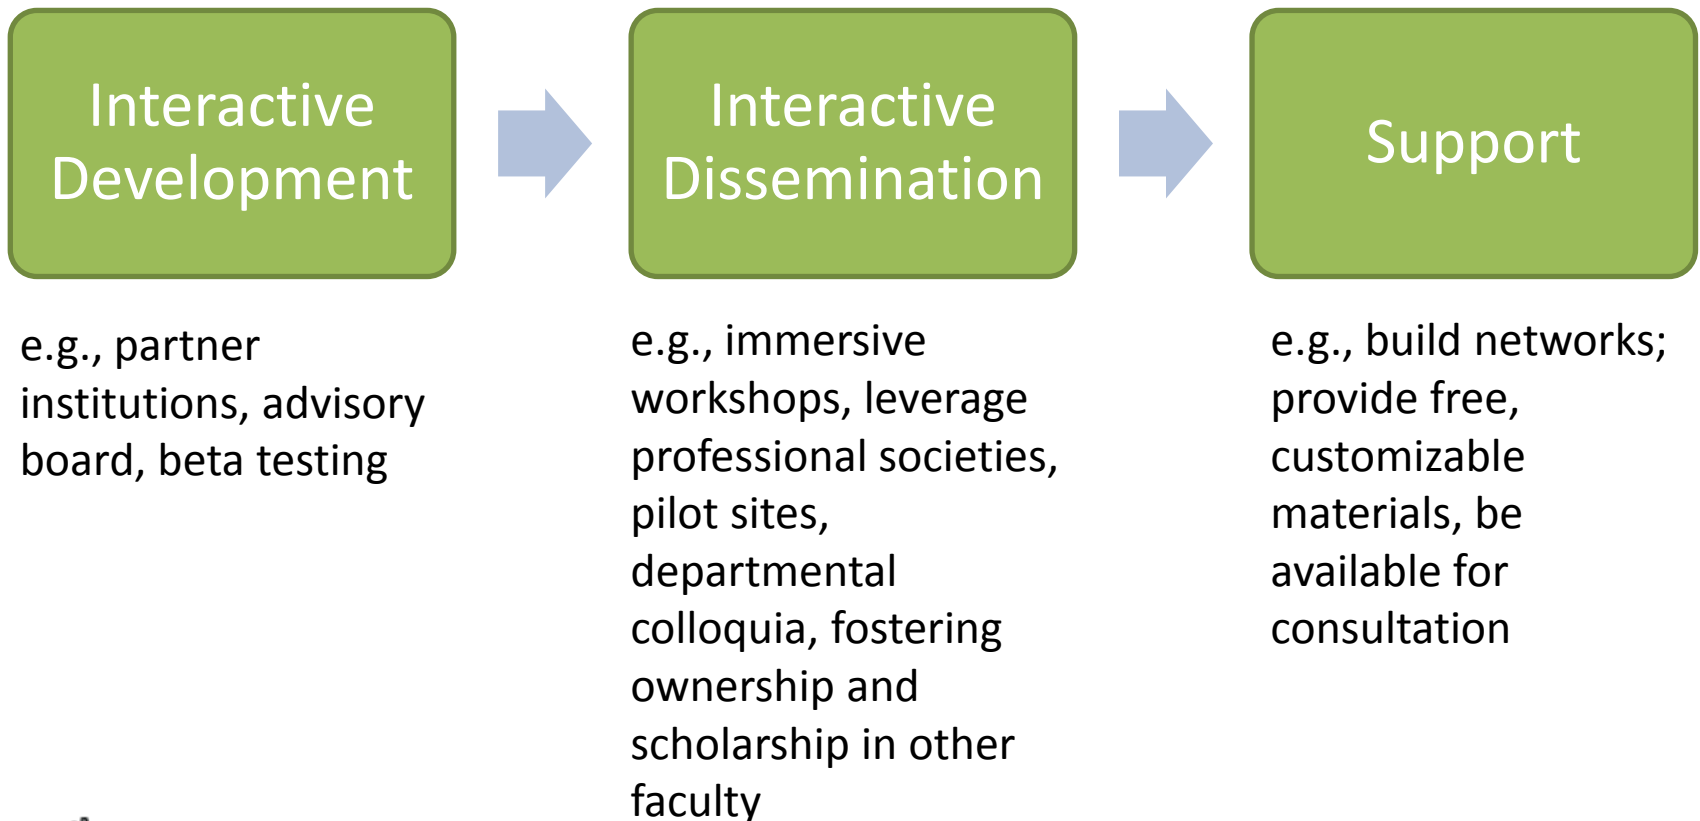 Interactive
Development
Interactive
Dissemination
Support
e.g., partner
institutions, advisory
board, beta testing
e.g., immersive
workshops, leverage
professional societies,
pilot sites,
departmental
colloquia, fostering
ownership and
scholarship in other
faculty
e.g., build networks;
provide free,
customizable
materials, be
available for
consultation